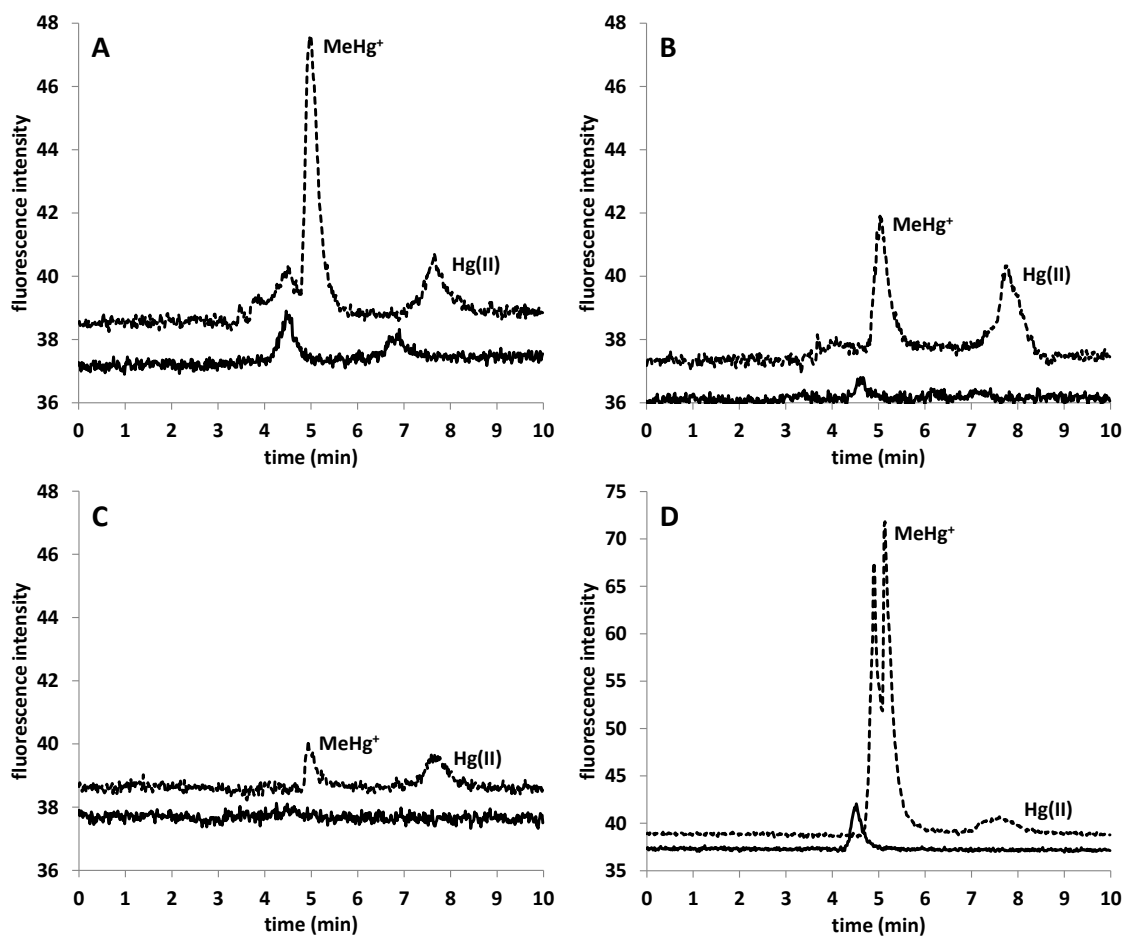 A
MeHg⁺
Hg(II)
fluorescence intensity
48
46
44
42
40
38
36
0 1 2 3 4 5 6 7 8 9 10
time (min)
B
MeHg⁺
Hg(II)
fluorescence intensity
48
46
44
42
40
38
36
0 1 2 3 4 5 6 7 8 9 10
time (min)
C
MeHg⁺
Hg(II)
fluorescence intensity
48
46
44
42
40
38
36
0 1 2 3 4 5 6 7 8 9 10
time (min)
D
MeHg⁺
Hg(II)
fluorescence intensity
75
70
65
60
55
50
45
40
35
0 1 2 3 4 5 6 7 8 9 10
time (min)